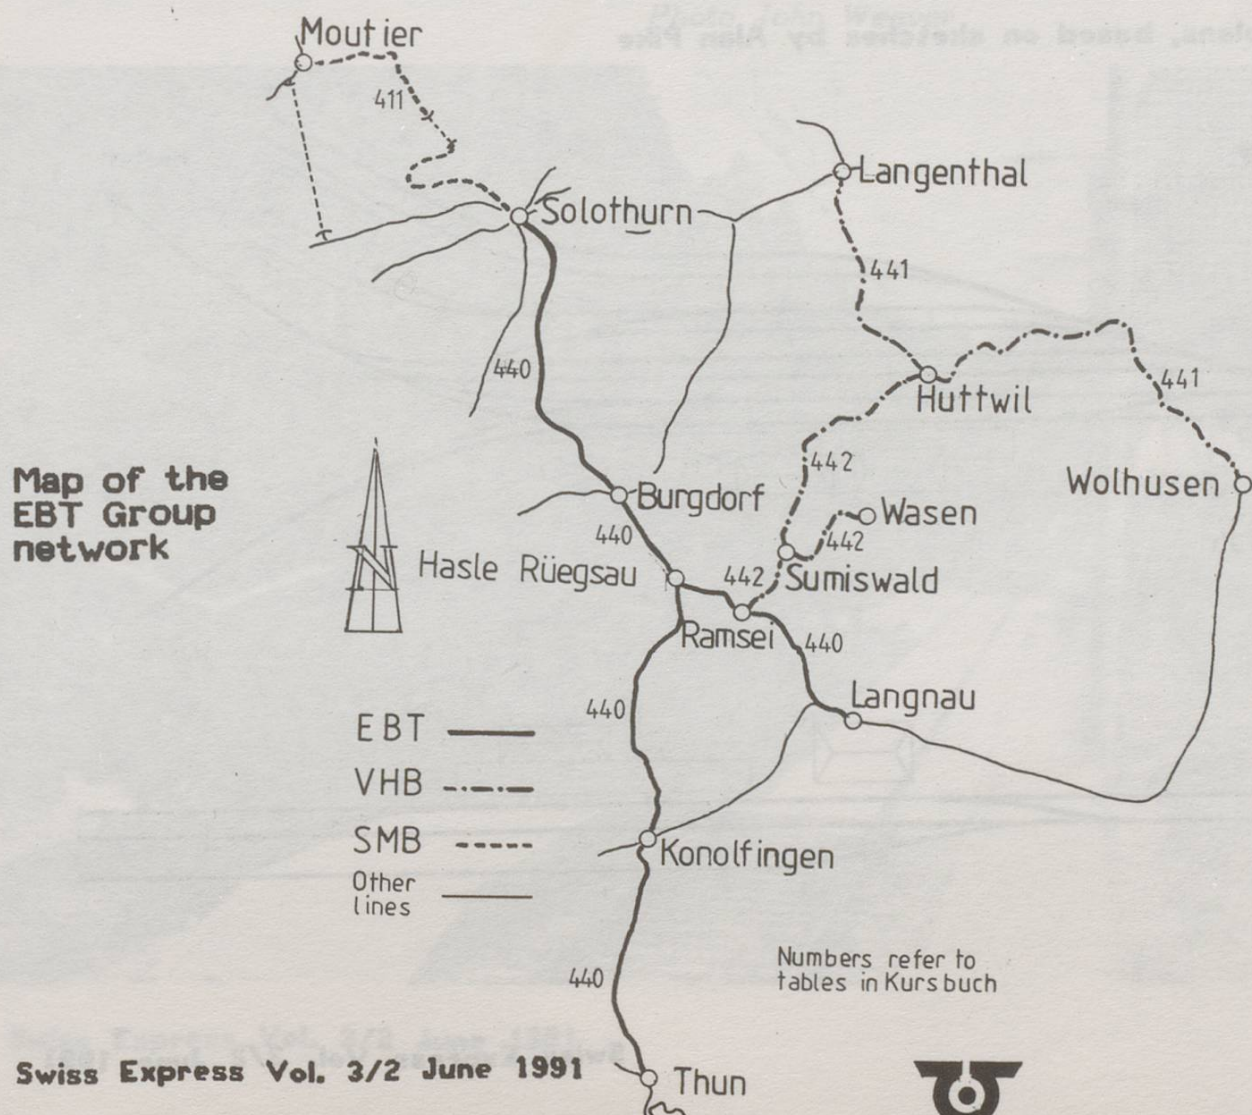 Moutier
411
Langenthal
Solothurn
441
440
Huttwil
441
442
Wolhusen
Map of the
EBT Group
network
N
Burgdorf
Wasen
440
442
Hasle Rüegsau
442
Sumiswald
Ramsei
440
440
Langnau
EBT
VHB
SMB
Other
lines
Konolfingen
440
Numbers refer to
tables in Kursbuch
Swiss Express Vol. 3/2 June 1991
Thun